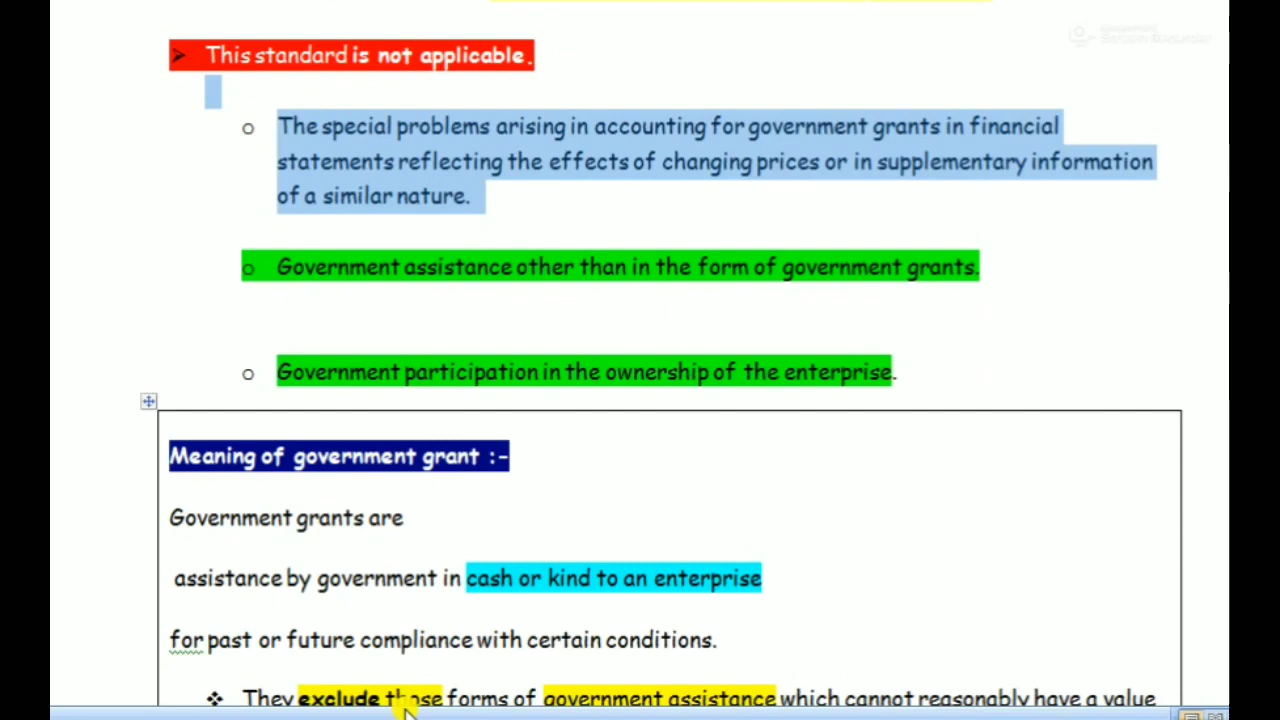 ➤ This standard is not applicable.
o The special problems arising in accounting for government grants in financial
statements reflecting the effects of changing prices or in supplementary information
of a similar nature.
o Government assistance other than in the form of government grants.
o Government participation in the ownership of the enterprise.
Meaning of government grant :-
Government grants are
assistance by government in cash or kind to an enterprise
for past or future compliance with certain conditions.
❖ They exclude those forms of government assistance which cannot reasonably have a value